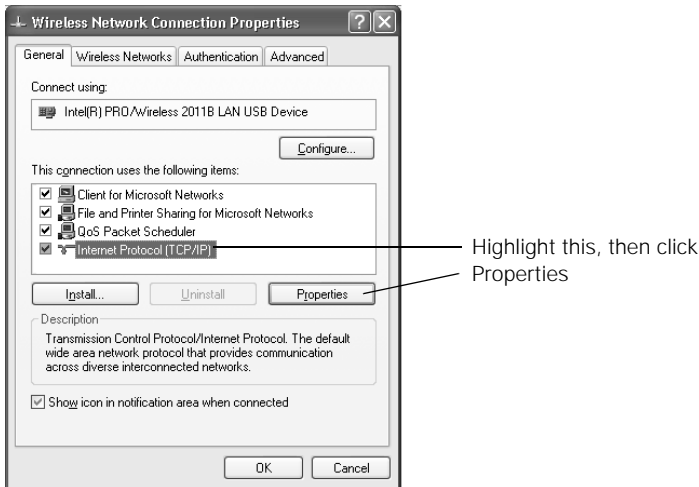 Wireless Network Connection Properties
General Wireless Networks Authentication Advanced
Connect using:
Intel(R) PRO/Wireless 2011B LAN USB Device
Configure...
This connection uses the following items:
Client for Microsoft Networks
File and Printer Sharing for Microsoft Networks
QoS Packet Scheduler
Internet Protocol (TCP/IP)
Highlight this, then click
Properties
Install... Uninstall Properties
Description
Transmission Control Protocol/Internet Protocol. The default
wide area network protocol that provides communication
across diverse interconnected networks.
Show icon in notification area when connected
OK Cancel